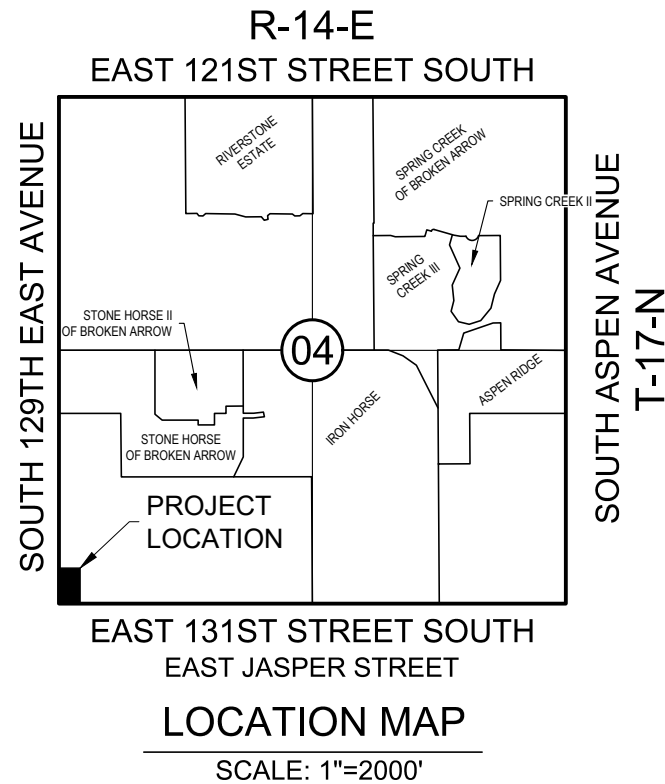 R-14-E
EAST 121ST STREET SOUTH
SOUTH 129TH EAST AVENUE
RIVERSTONE
ESTATE
SPRING CREEK
OF BROKEN ARROW
SPRING CREEK II
SPRING
CREEK III
STONE HORSE II
OF BROKEN ARROW
04
SOUTH ASPEN AVENUE
T-17-N
ASPEN RIDGE
IRON HORSE
STONE HORSE
OF BROKEN ARROW
PROJECT
LOCATION
EAST 131ST STREET SOUTH
EAST JASPER STREET
LOCATION MAP
SCALE: 1"=2000'